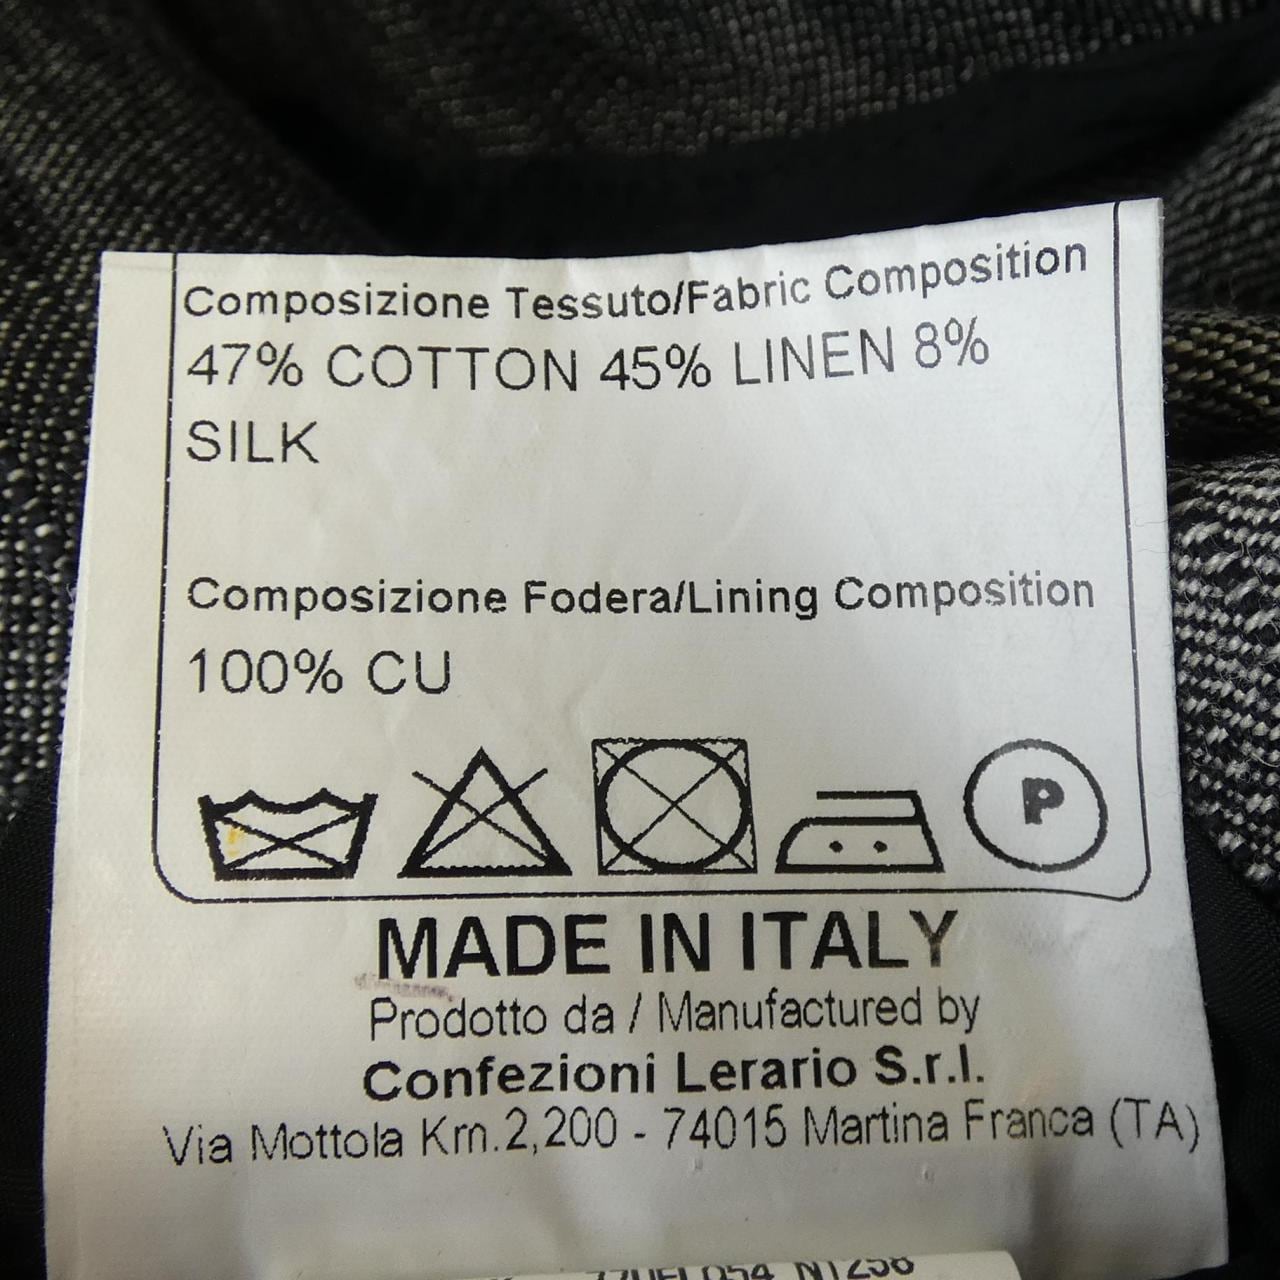 Composizione Tessuto/Fabric Composition
47% COTTON 45% LINEN 8%
SILK
Composizione Fodera/Lining Composition
100% CU
P
MADE IN ITALY
Prodotto da / Manufactured by
Confezioni Lerario S.r.l.
Via Mottola Km.2,200 - 74015 Martina Franca (TA)